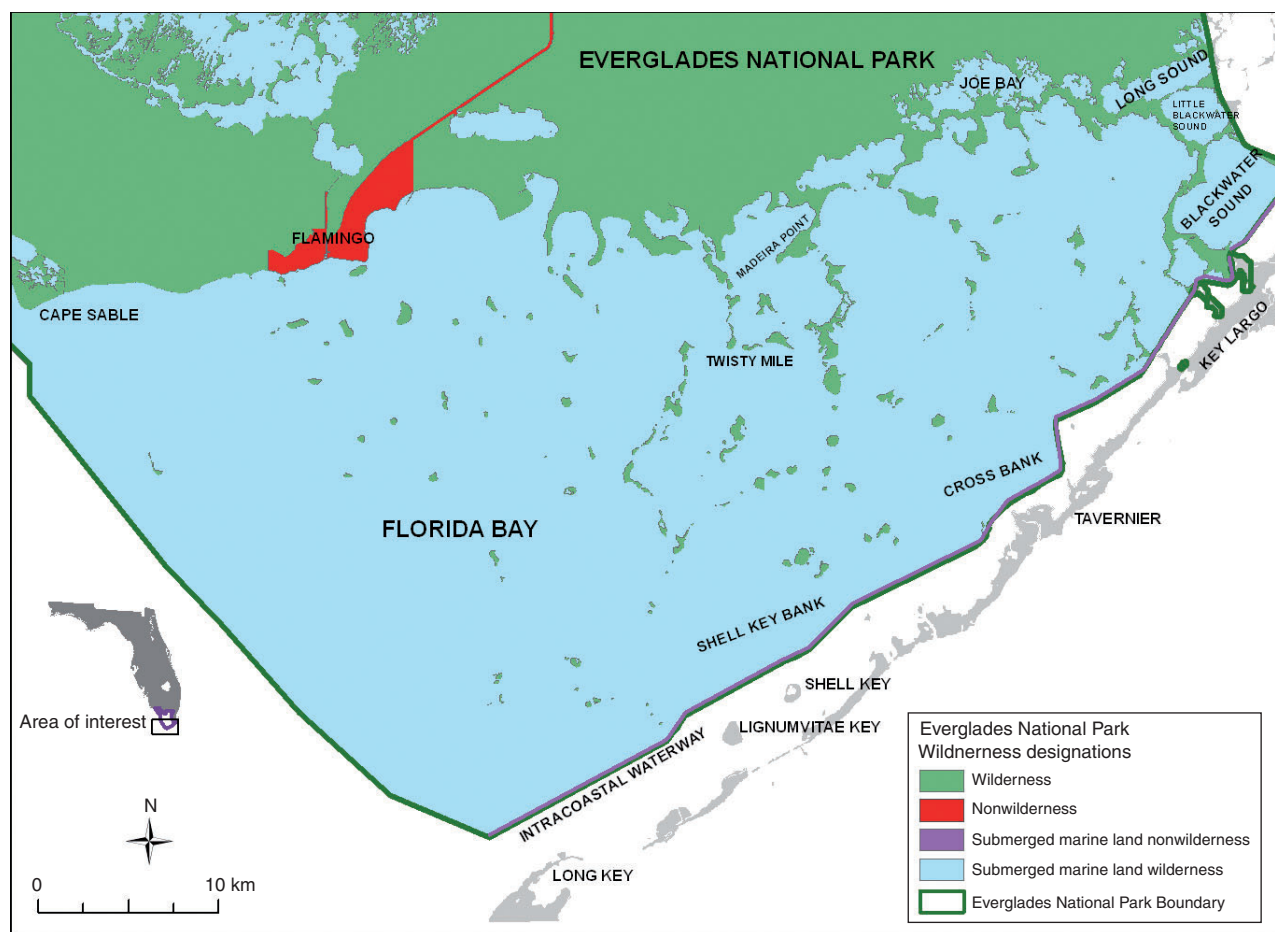 EVERGLADES NATIONAL PARK
JOE BAY
LONG SOUND
LITTLE
BLACKWATER
SOUND
BLACKWATER
SOUND
FLAMINGO
MADEIRA POINT
CAPE SABLE
KEY LARGO
TWISTY MILE
CROSS BANK
FLORIDA BAY
TAVERNIER
SHELL KEY BANK
SHELL KEY
LIGNUMVITAE KEY
INTRACOASTAL WATERWAY
LONG KEY
Area of interest
N
0 10 km
Everglades National Park
Wildnerness designations
Wilderness
Nonwilderness
Submerged marine land nonwilderness
Submerged marine land wilderness
Everglades National Park Boundary